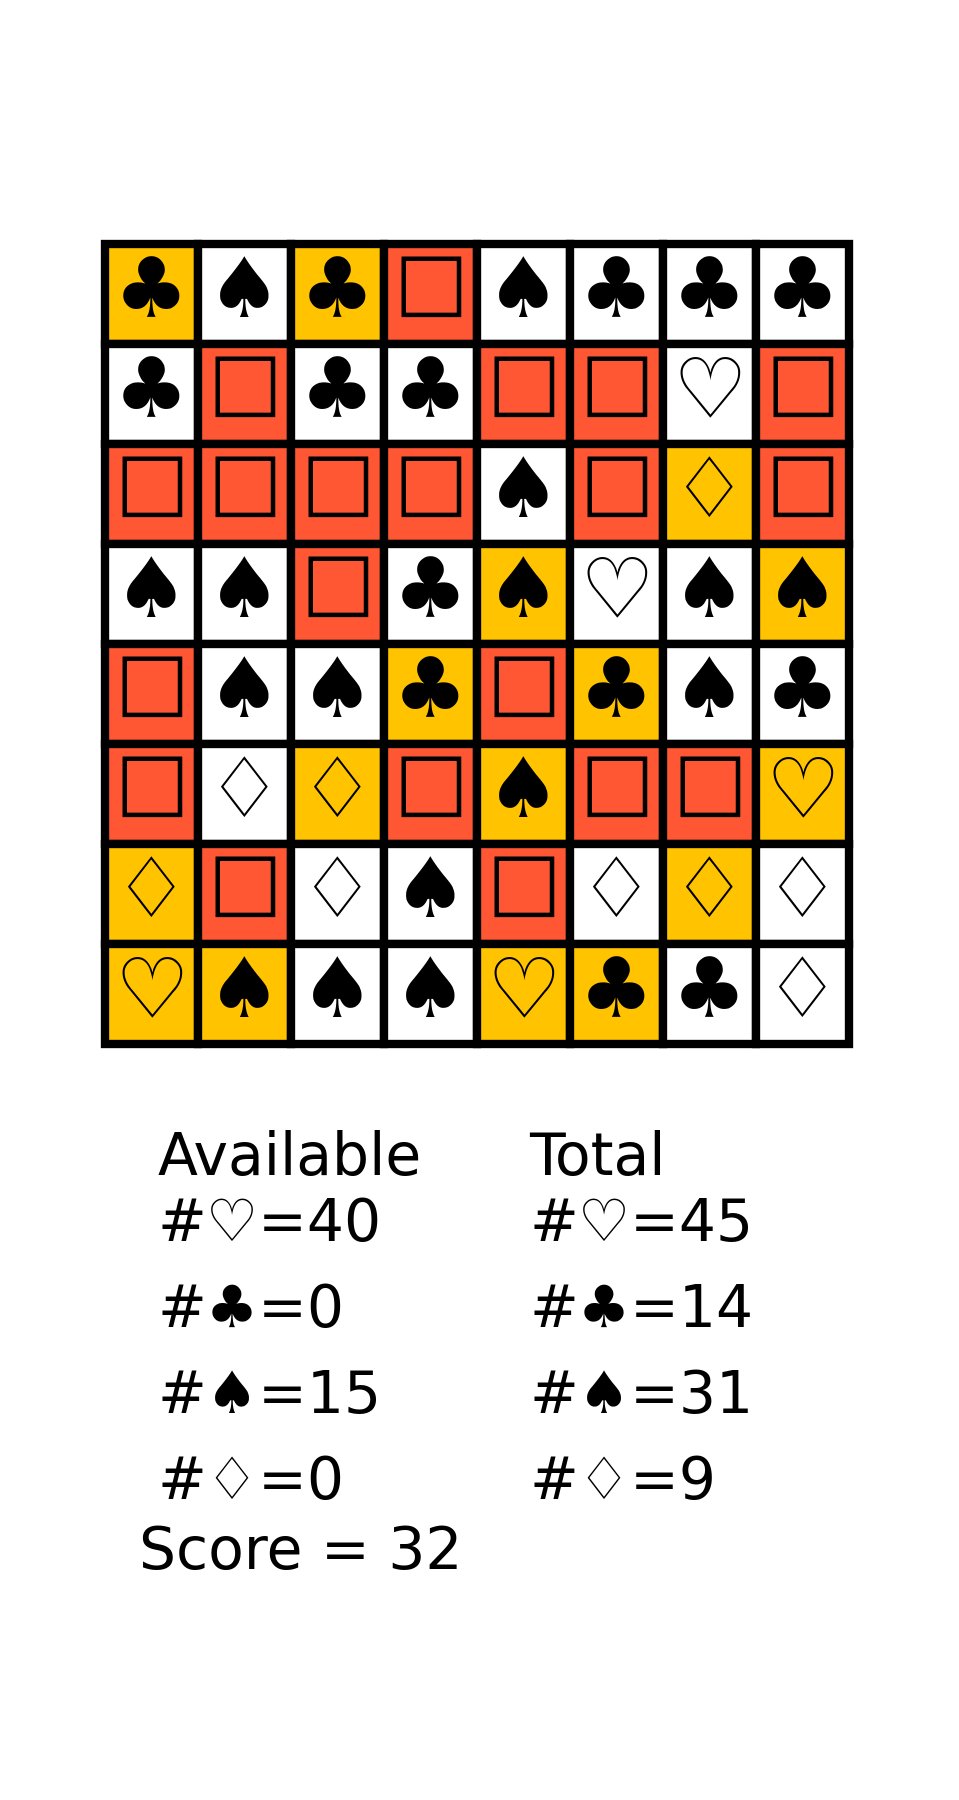 ♣ ♠ ♣ □ ♠ ♣ ♣ ♣
♣ □ ♣ ♣ □ □ ♡ □
□ □ □ □ ♠ □ ♢ □
♠ ♠ □ ♣ ♠ ♡ ♠ ♠
□ ♠ ♠ ♣ □ ♣ ♠ ♣
□ ♢ ♢ □ ♠ □ □ ♡
♢ □ ♢ ♠ □ ♢ ♢ ♢
♡ ♠ ♠ ♠ ♡ ♣ ♣ ♢
Available Total
#♡=40 #♡=45
#♣=0 #♣=14
#♠=15 #♠=31
#♢=0 #♢=9
Score = 32